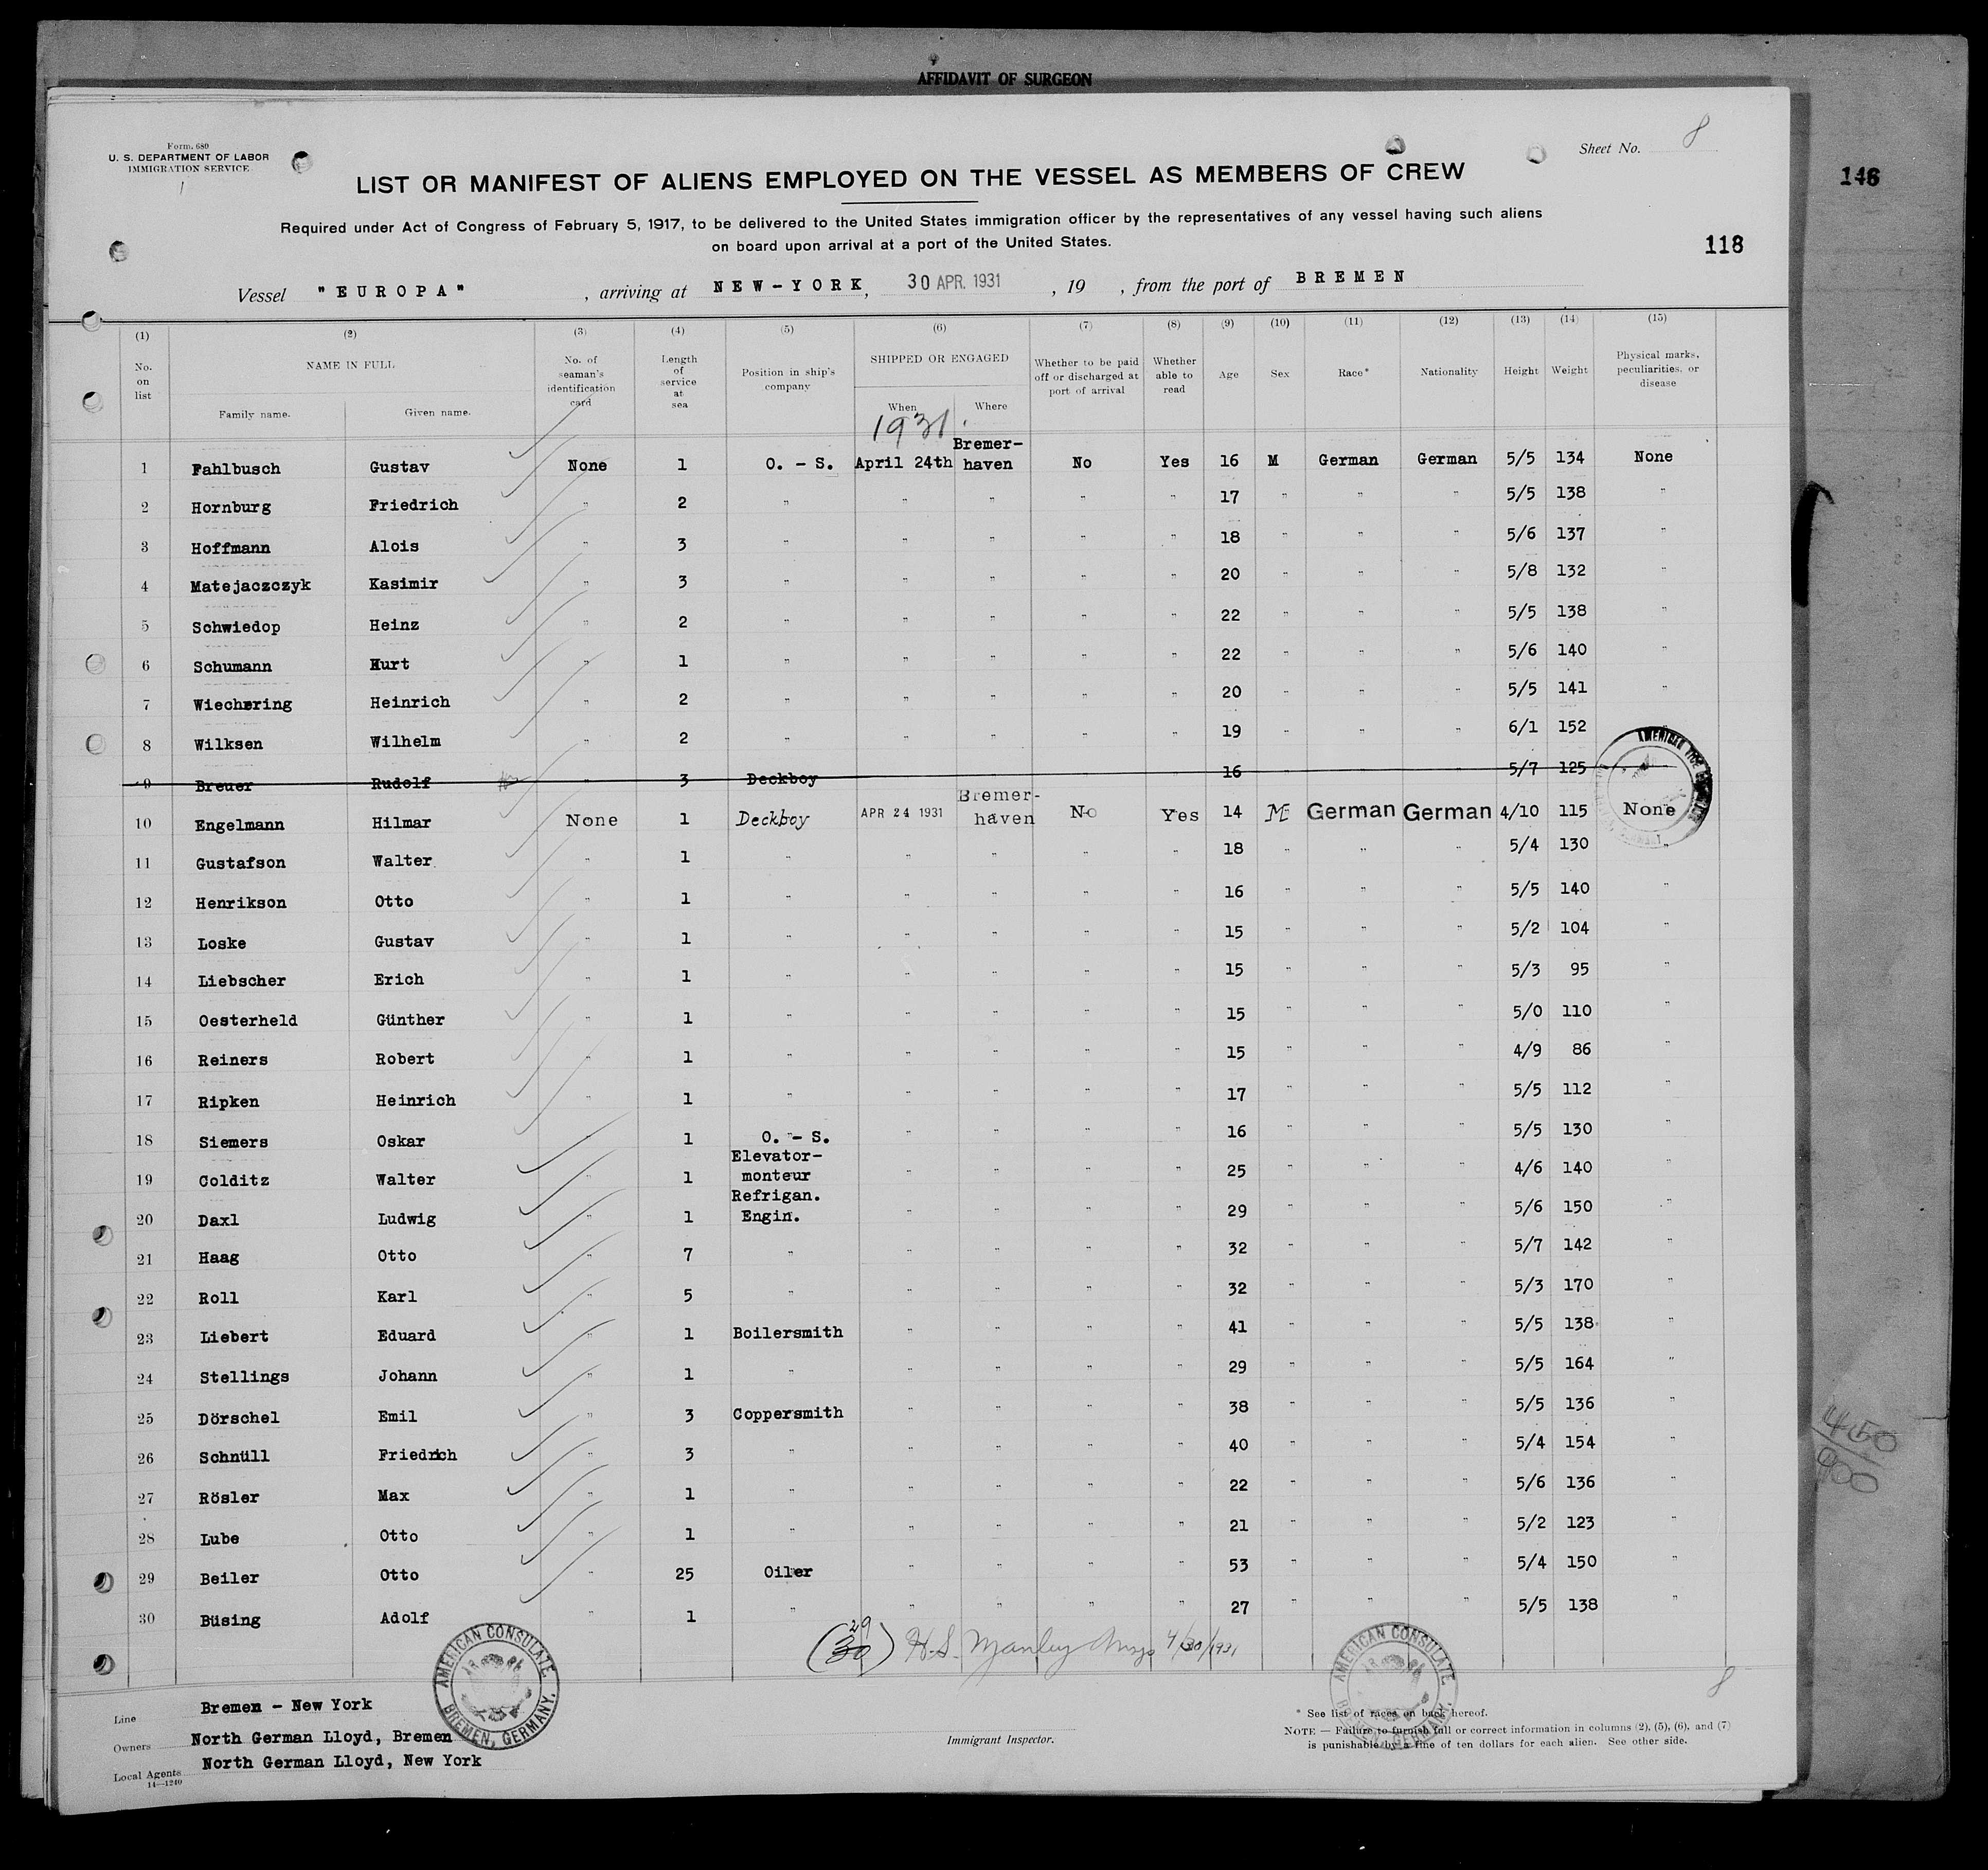 AFFIDAVIT OF SURGEON
Form 680
U. S. DEPARTMENT OF LABOR
IMMIGRATION SERVICE
Sheet No. 8
146
LIST OR MANIFEST OF ALIENS EMPLOYED ON THE VESSEL AS MEMBERS OF CREW
Required under Act of Congress of February 5, 1917, to be delivered to the United States immigration officer by the representatives of any vessel having such aliens
on board upon arrival at a port of the United States.
118
Vessel "EUROPA" , arriving at NEW-YORK, 30 APR. 1931 , 19 , from the port of BREMEN
(1) (2) (3) (4) (5) (6) (7) (8) (9) (10) (11) (12) (13) (14) (15)
No. on list NAME IN FULL Family name. Given name. No. of seaman's identification card Length of service at sea Position in ship's company SHIPPED OR ENGAGED When Where Whether to be paid off or discharged at port of arrival Whether able to read Age Sex Race* Nationality Height Weight Physical marks, peculiarities, or disease
1931
1 Fahlbusch Gustav None 1 O. - S. April 24th Bremer-haven No Yes 16 M German German 5/5 134 None
2 Hornburg Friedrich " 2 " " " " " 17 " " " 5/5 138 "
3 Hoffmann Alois " 3 " " " " " 18 " " " 5/6 137 "
4 Matejaczczyk Kasimir " 3 " " " " " 20 " " " 5/8 132 "
5 Schwiedop Heinz " 2 " " " " " 22 " " " 5/5 138 "
6 Schumann Kurt " 1 " " " " " 22 " " " 5/6 140 "
7 Wiechering Heinrich " 2 " " " " " 20 " " " 5/5 141 "
8 Wilksen Wilhelm " 2 " " " " " 19 " " " 6/1 152 "
9 Breuer Rudolf " 3 Deckboy " " " " 16 " " " 5/7 125
10 Engelmann Hilmar None 1 Deckboy APR 24 1931 Bremer-haven No Yes 14 M German German 4/10 115 None
11 Gustafson Walter " 1 " " " " " 18 " " " 5/4 130 "
12 Henrikson Otto " 1 " " " " " 16 " " " 5/5 140 "
13 Loske Gustav " 1 " " " " " 15 " " " 5/2 104 "
14 Liebscher Erich " 1 " " " " " 15 " " " 5/3 95 "
15 Oesterheld Günther " 1 " " " " " 15 " " " 5/0 110 "
16 Reiners Robert " 1 " " " " " 15 " " " 4/9 86 "
17 Ripken Heinrich " 1 " " " " " 17 " " " 5/5 112 "
18 Siemers Oskar " 1 O. - S. " " " " 16 " " " 5/5 130 "
19 Colditz Walter " 1 Elevator-monteur " " " " 25 " " " 4/6 140 "
20 Daxl Ludwig " 1 Refrigan. Engin. " " " " 29 " " " 5/6 150 "
21 Haag Otto " 7 " " " " " 32 " " " 5/7 142 "
22 Roll Karl " 5 " " " " " 32 " " " 5/3 170 "
23 Liebert Eduard " 1 Boilersmith " " " " 41 " " " 5/5 138 "
24 Stellings Johann " 1 " " " " " 29 " " " 5/5 164 "
25 Dörschel Emil " 3 Coppersmith " " " " 38 " " " 5/5 136 "
26 Schnüll Friedrich " 3 " " " " " 40 " " " 5/4 154 "
27 Rösler Max " 1 " " " " " 22 " " " 5/6 136 "
28 Lube Otto " 1 " " " " " 21 " " " 5/2 123 "
29 Beiler Otto " 25 Oiler " " " " 53 " " " 5/4 150 "
30 Büsing Adolf " 1 " " " " " 27 " " " 5/5 138 "
29
(30) H.S. Manley 4/30/1931
450
900
8
AMERICAN CONSULATE
BREMEN, GERMANY.
AMERICAN CONSULATE
BREMEN, GERMANY.
Line Bremen - New York
Owners North German Lloyd, Bremen
Local Agents North German Lloyd, New York
14—1240
Immigrant Inspector.
* See list of races on back hereof.
NOTE — Failure to furnish full or correct information in columns (2), (5), (6), and (7)
is punishable by a fine of ten dollars for each alien. See other side.